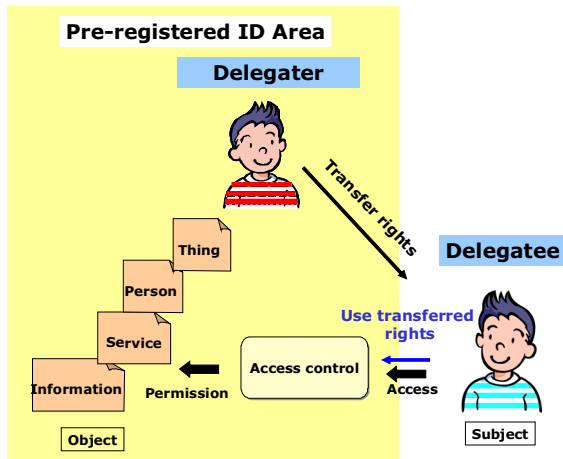 Pre-registered ID Area
Delegater
Transfer rights
Delegatee
Thing
Person
Service
Information
Use transferred
rights
Access control
Permission
Access
Object
Subject